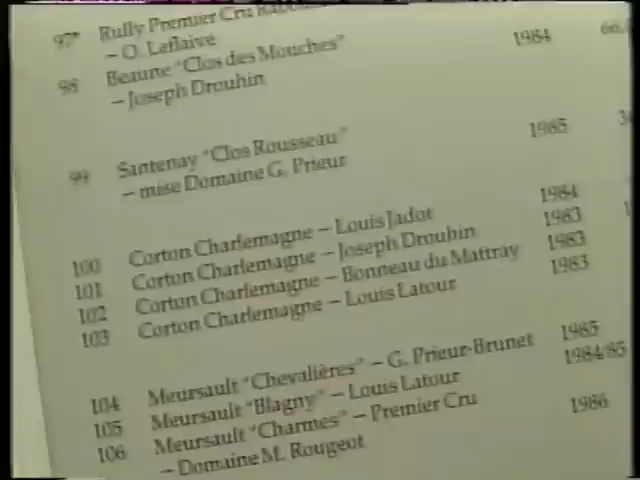 97* Rully Premier Cru
– O. Leflaive
98 Beaune "Clos des Mouches" 1984 66.
– Joseph Drouhin
99 Santenay "Clos Rousseau" 1985
– mise Domaine G. Prieur
100 Corton Charlemagne – Louis Jadot 1984
101 Corton Charlemagne – Joseph Drouhin 1983
102 Corton Charlemagne – Bonneau du Mattray 1983
103 Corton Charlemagne – Louis Latour 1983
104 Meursault "Chevalières" – G. Prieur-Brunet 1985
105 Meursault "Blagny" – Louis Latour 1984/85
106 Meursault "Charmes" – Premier Cru 1986
– Domaine M. Rougeot